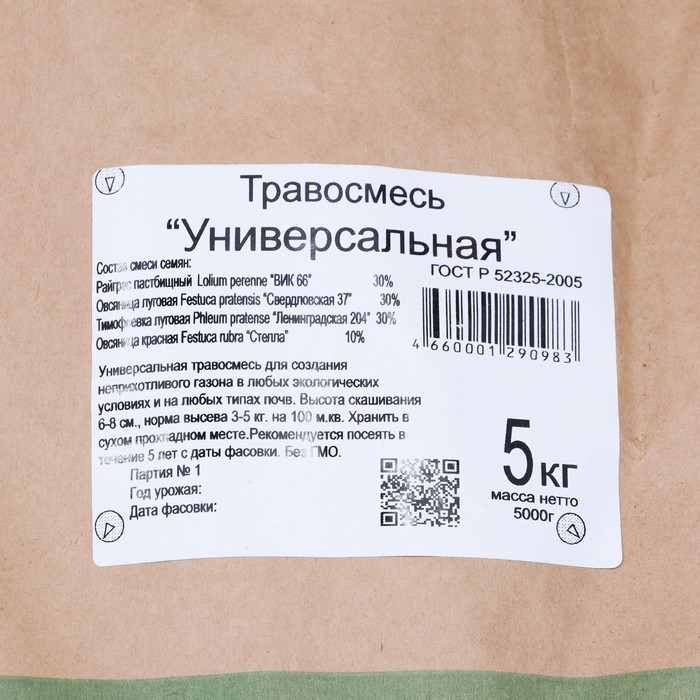 Травосмесь
“Универсальная”
ГОСТ Р 52325-2005
Состав смеси семян:
Райграс пастбищный Lolium perenne “ВИК 66” 30%
Овсяница луговая Festuca pratensis “Свердловская 37” 30%
Тимофеевка луговая Phleum pratense “Ленинградская 204” 30%
Овсяница красная Festuca rubra “Стелла” 10%
4 660001 290983
Универсальная травосмесь для создания
неприхотливого газона в любых экологических
условиях и на любых типах почв. Высота скашивания
6-8 см., норма высева 3-5 кг. на 100 м.кв. Хранить в
сухом прохладном месте.Рекомендуется посеять в
течение 5 лет с даты фасовки. Без ГМО.
Партия № 1
Год урожая:
Дата фасовки:
5 кг
масса нетто
5000г